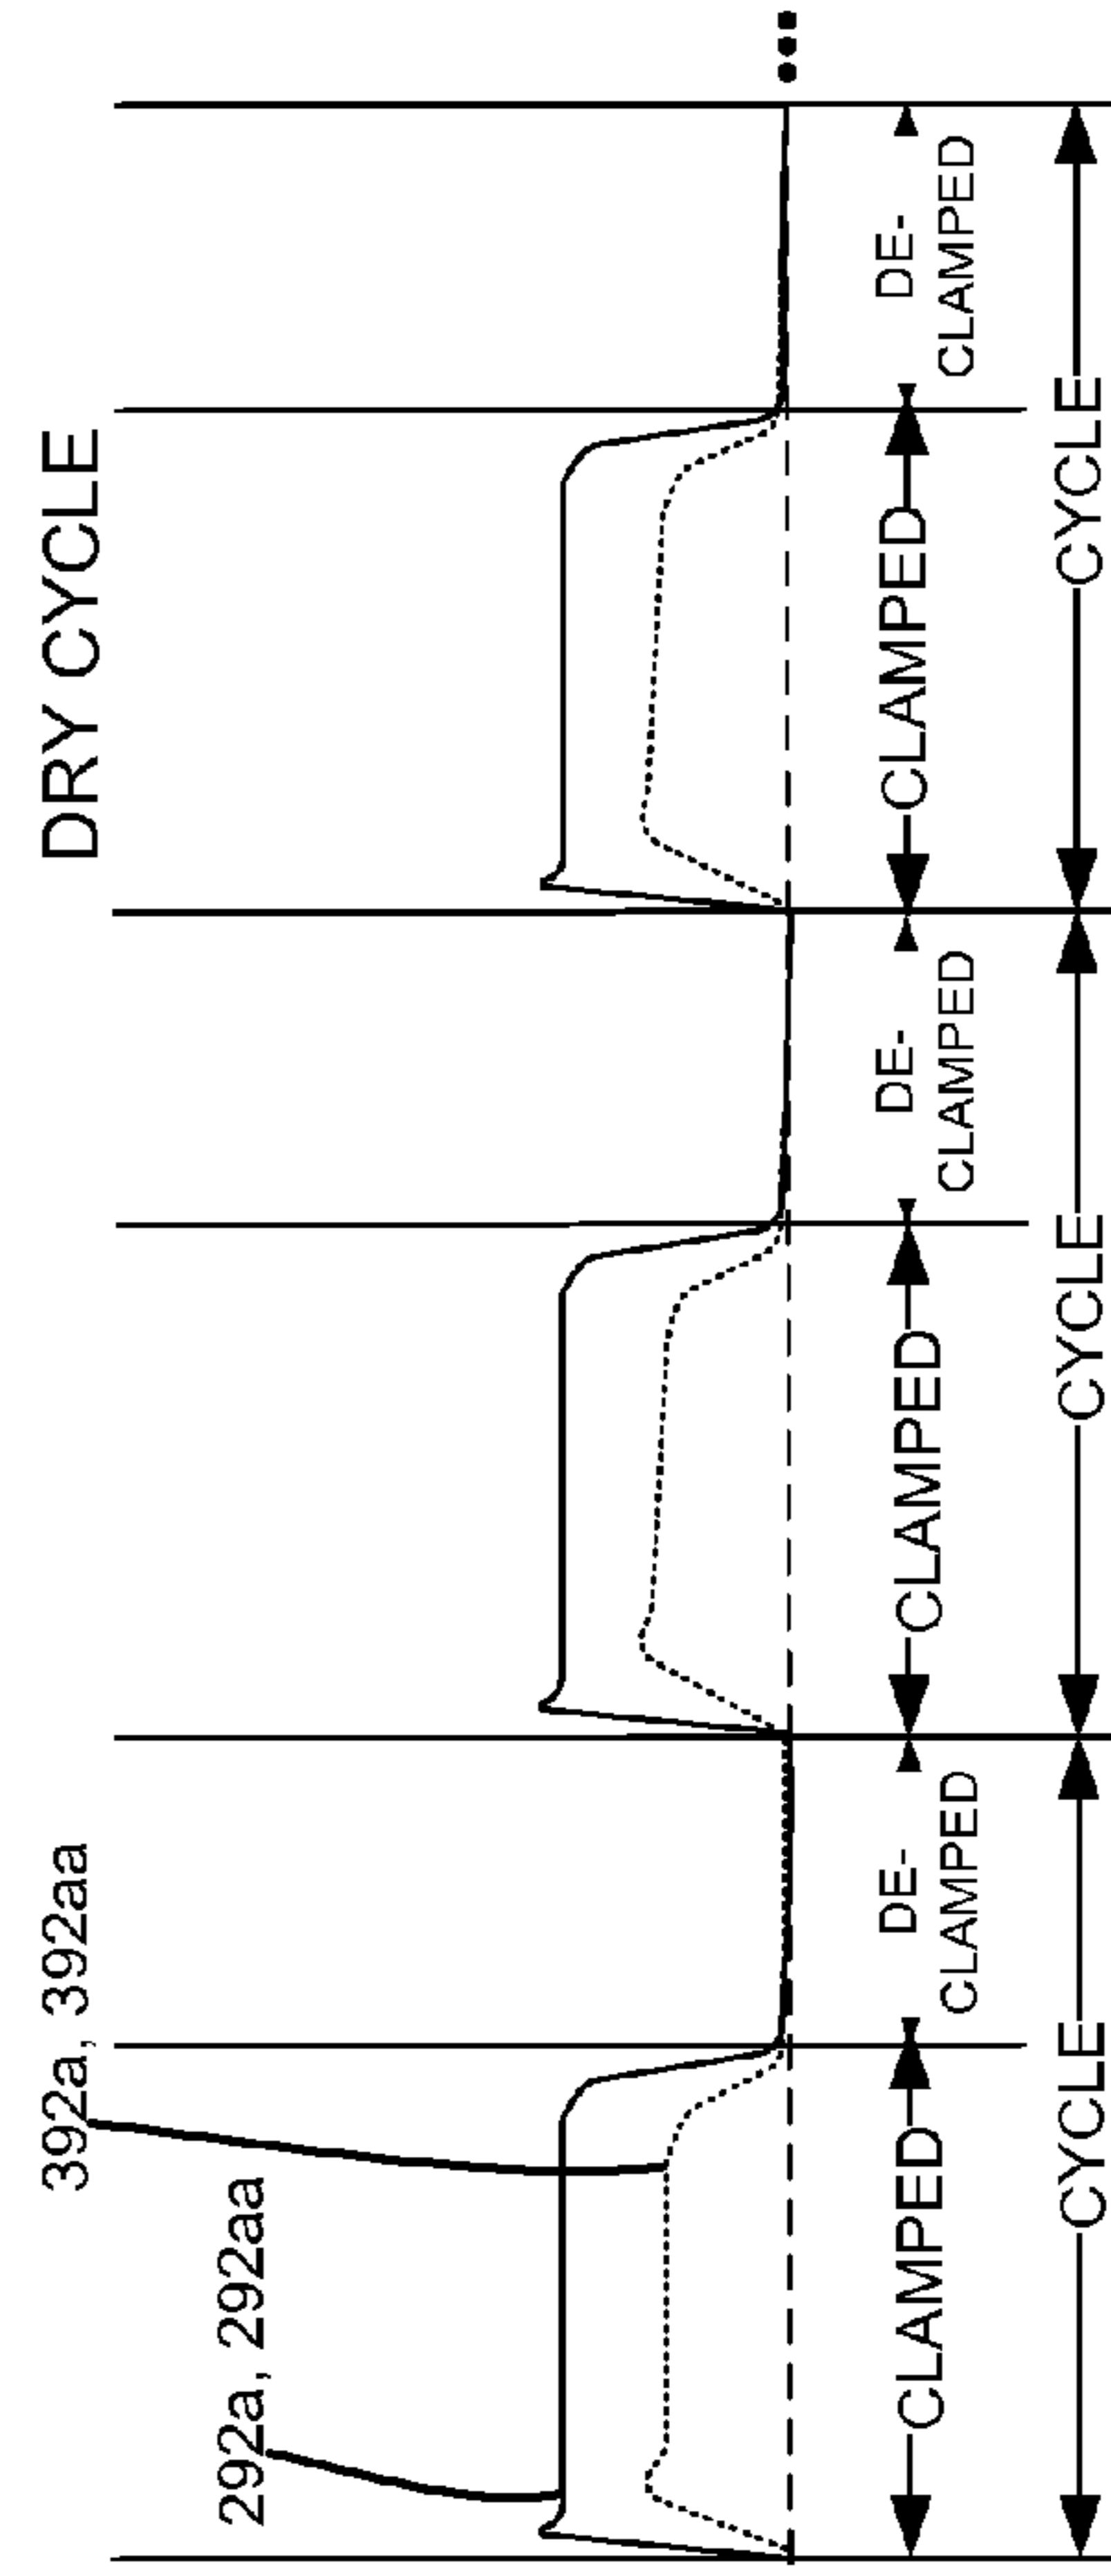 DRY CYCLE
392a, 392aa
292a, 292aa
CLAMPED
DE-
CLAMPED
CLAMPED
DE-
CLAMPED
CLAMPED
DE-
CLAMPED
CYCLE
CYCLE
CYCLE